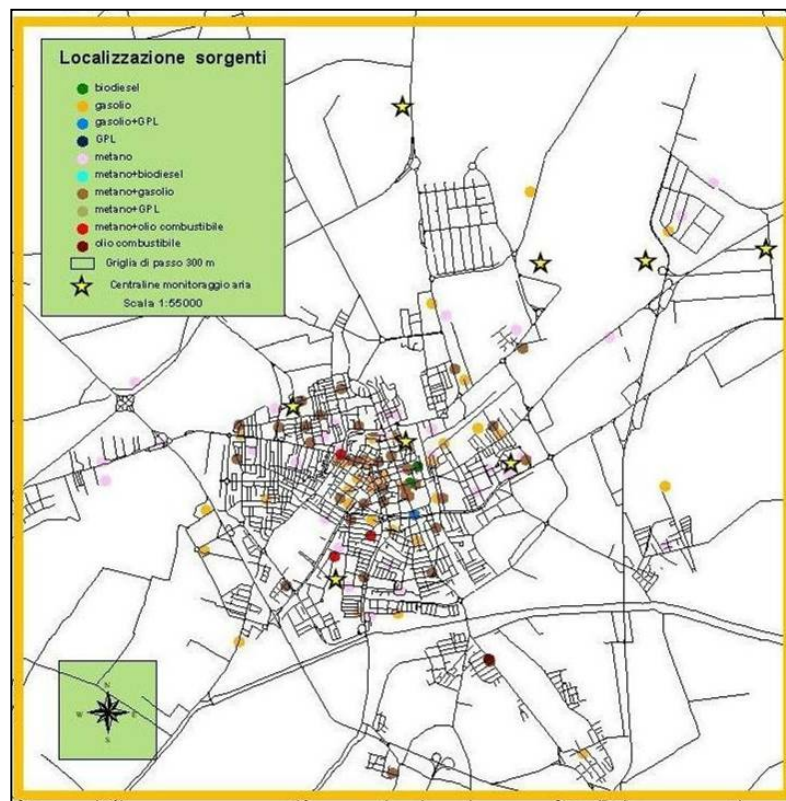 Localizzazione sorgenti
biodiesel
gasolio
gasolio+GPL
GPL
metano
metano+biodiesel
metano+gasolio
metano+GPL
metano+olio combustibile
olio combustibile
Griglia di passo 300 m
Centraline monitoraggio aria
Scala 1:55000
N
W
E
S